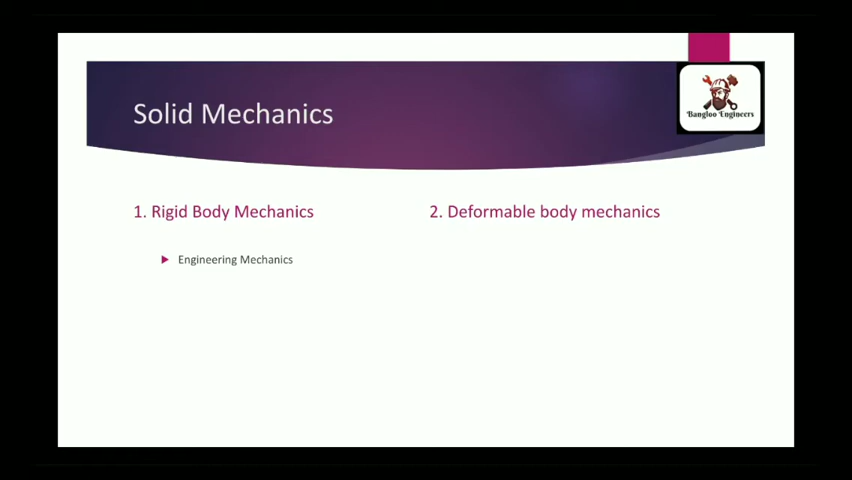 Solid Mechanics
Bangloo Engineers
1. Rigid Body Mechanics
2. Deformable body mechanics
Engineering Mechanics